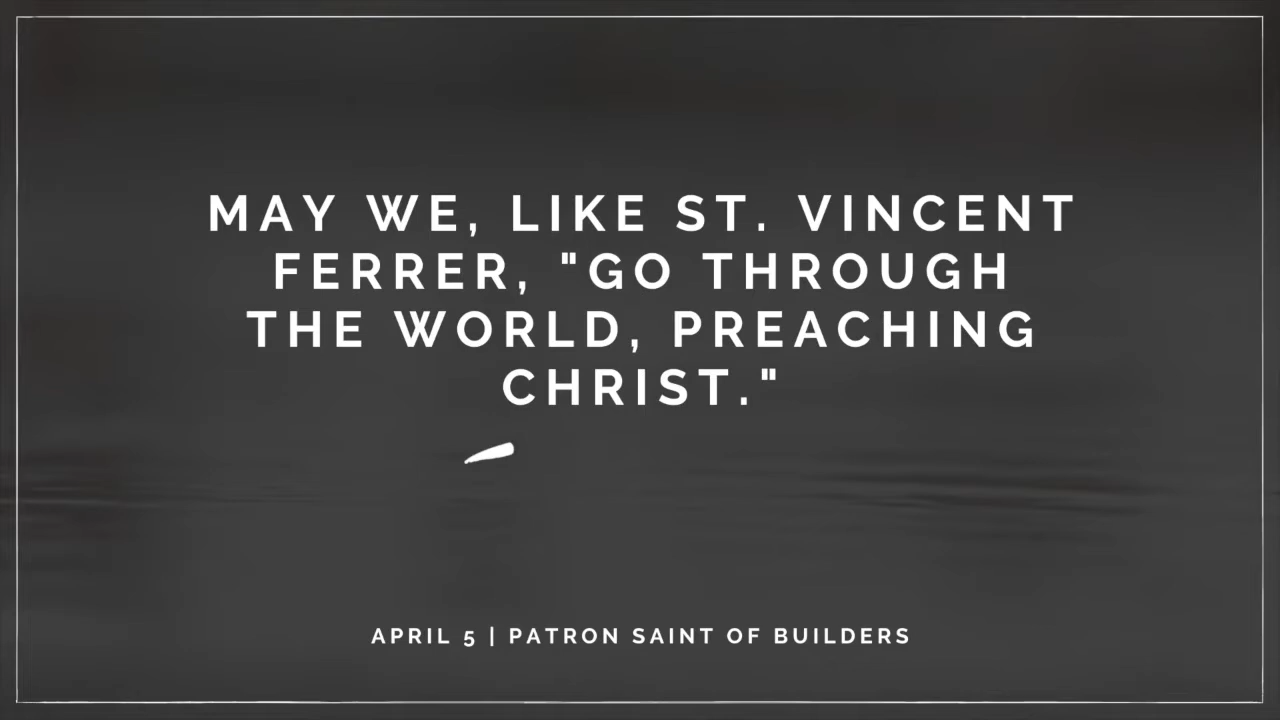 MAY WE, LIKE ST. VINCENT
FERRER, "GO THROUGH
THE WORLD, PREACHING
CHRIST."
APRIL 5 | PATRON SAINT OF BUILDERS